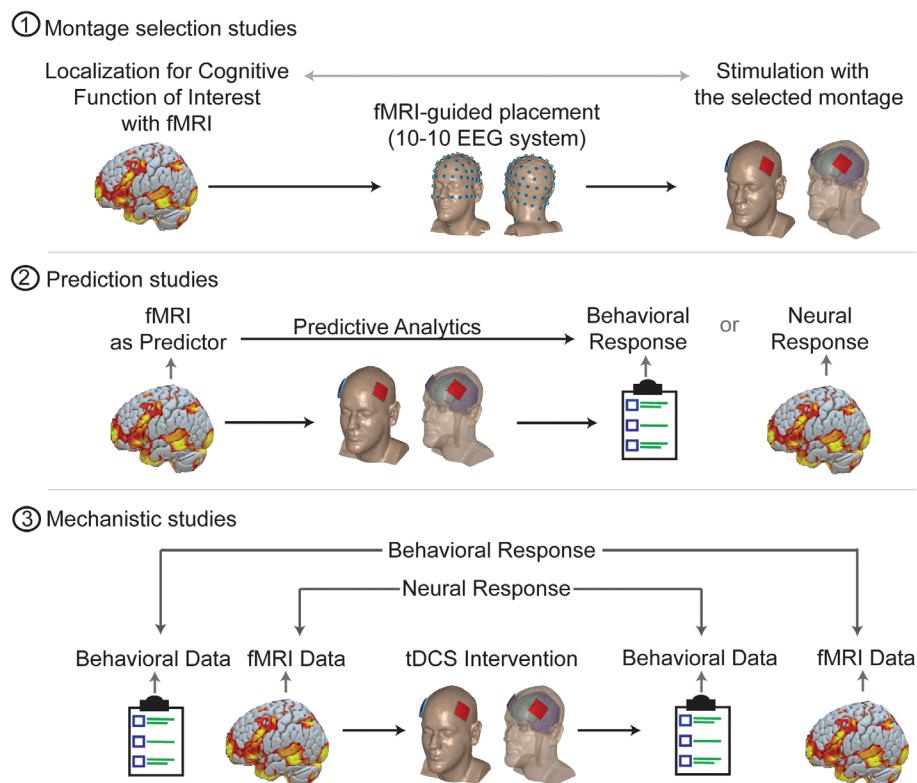 1 Montage selection studies
Localization for Cognitive
Function of Interest
with fMRI
fMRI-guided placement
(10-10 EEG system)
Stimulation with
the selected montage
2 Prediction studies
fMRI
as Predictor
Predictive Analytics
Behavioral
Response
or
Neural
Response
3 Mechanistic studies
Behavioral Response
Neural Response
Behavioral Data
fMRI Data
tDCS Intervention
Behavioral Data
fMRI Data